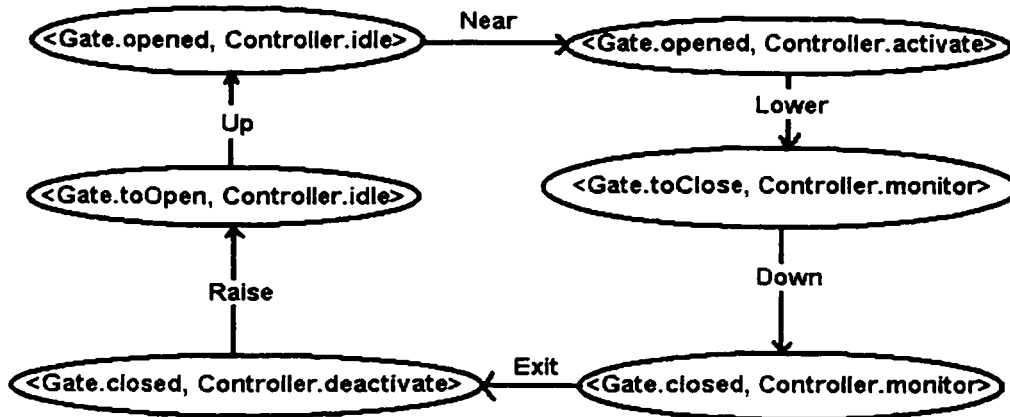 Near
<Gate.opened, Controller.idle>
<Gate.opened, Controller.activate>
Lower
Up
<Gate.toOpen, Controller.idle>
<Gate.toClose, Controller.monitor>
Down
Raise
Exit
<Gate.closed, Controller.deactivate>
<Gate.closed, Controller.monitor>